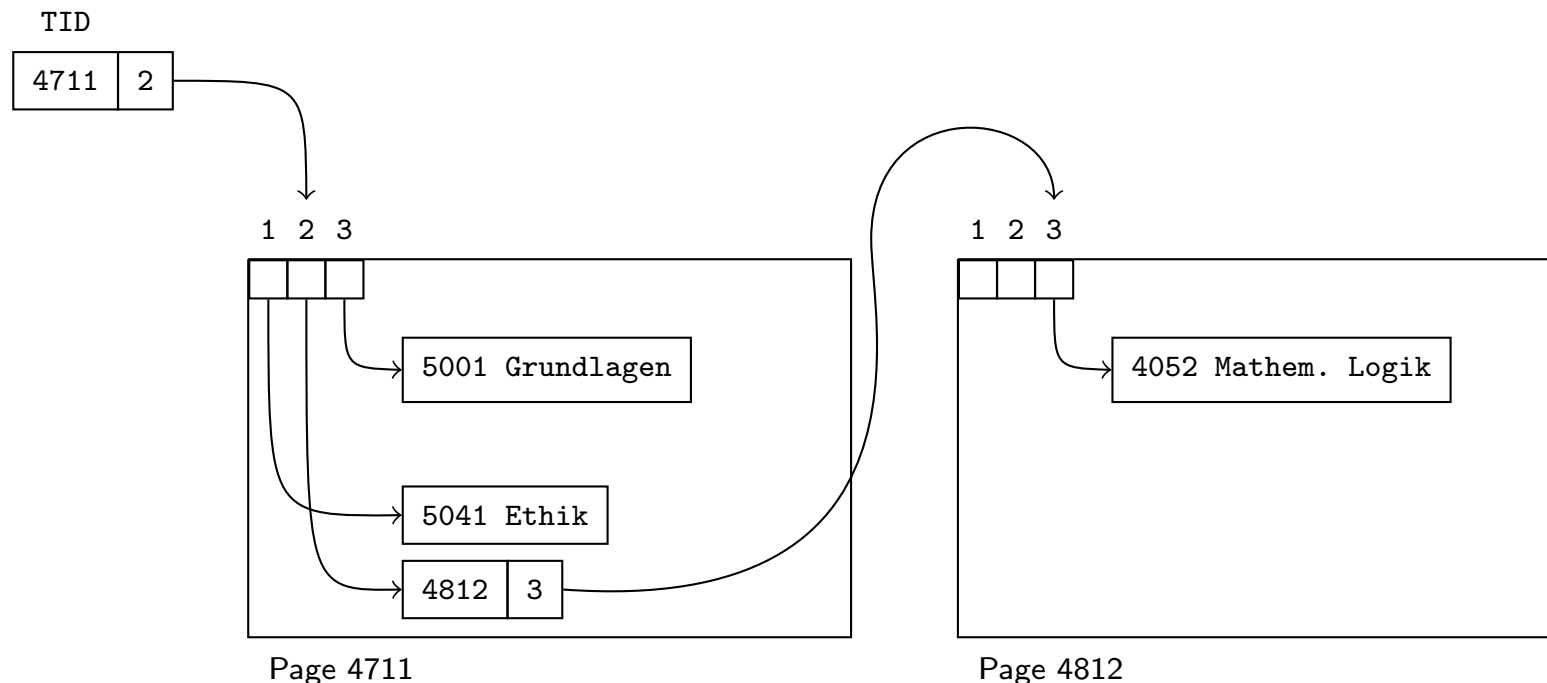 TID
4711 2
1 2 3
1 2 3
5001 Grundlagen
4052 Mathem. Logik
5041 Ethik
4812 3
Page 4711
Page 4812